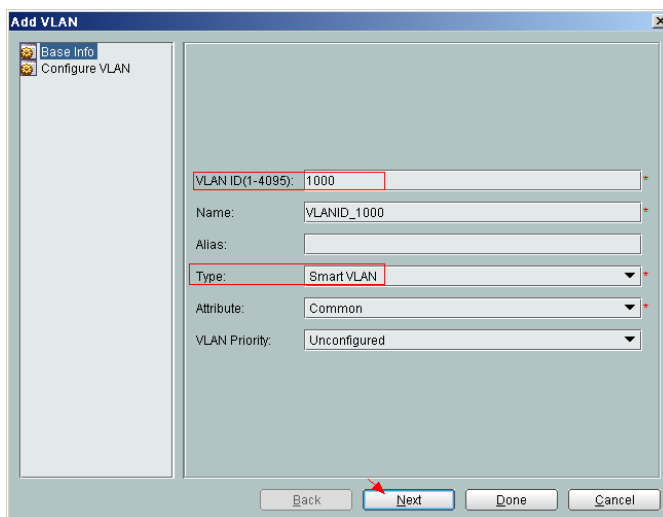 Add VLAN
Base Info
Configure VLAN
VLAN ID(1-4095): 1000 *
Name: VLANID_1000 *
Alias:
Type: Smart VLAN *
Attribute: Common *
VLAN Priority: Unconfigured
Back Next Done Cancel